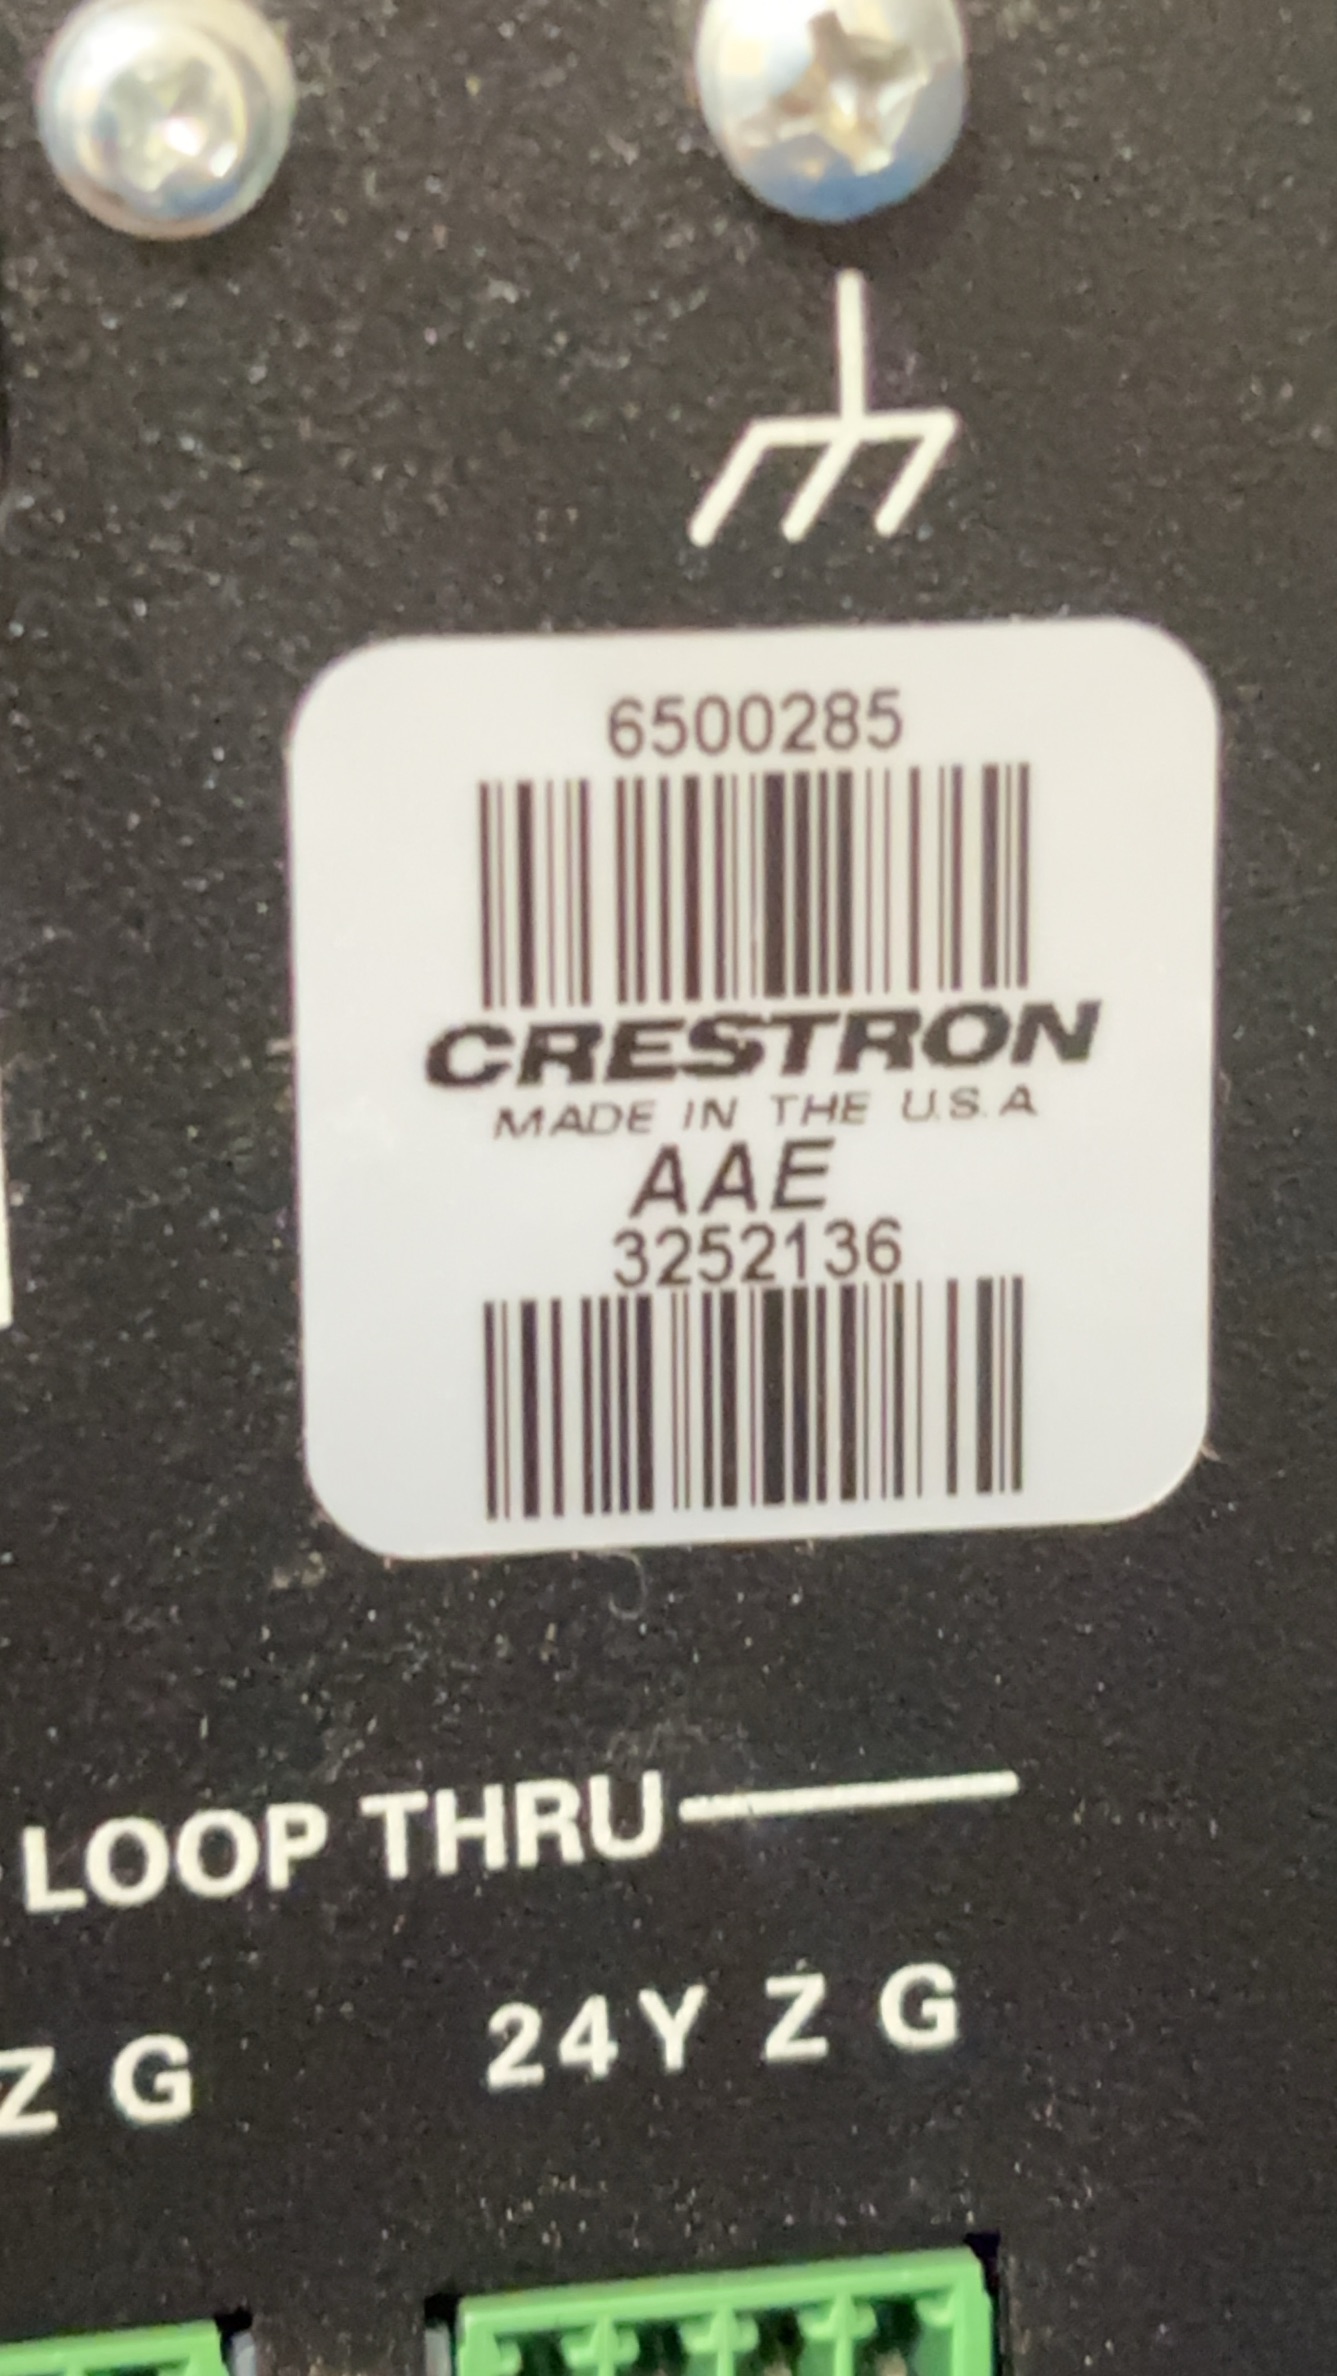 6500285
CRESTRON
MADE IN THE U.S.A
AAE
3252136
LOOP THRU
Z G
24 Y Z G